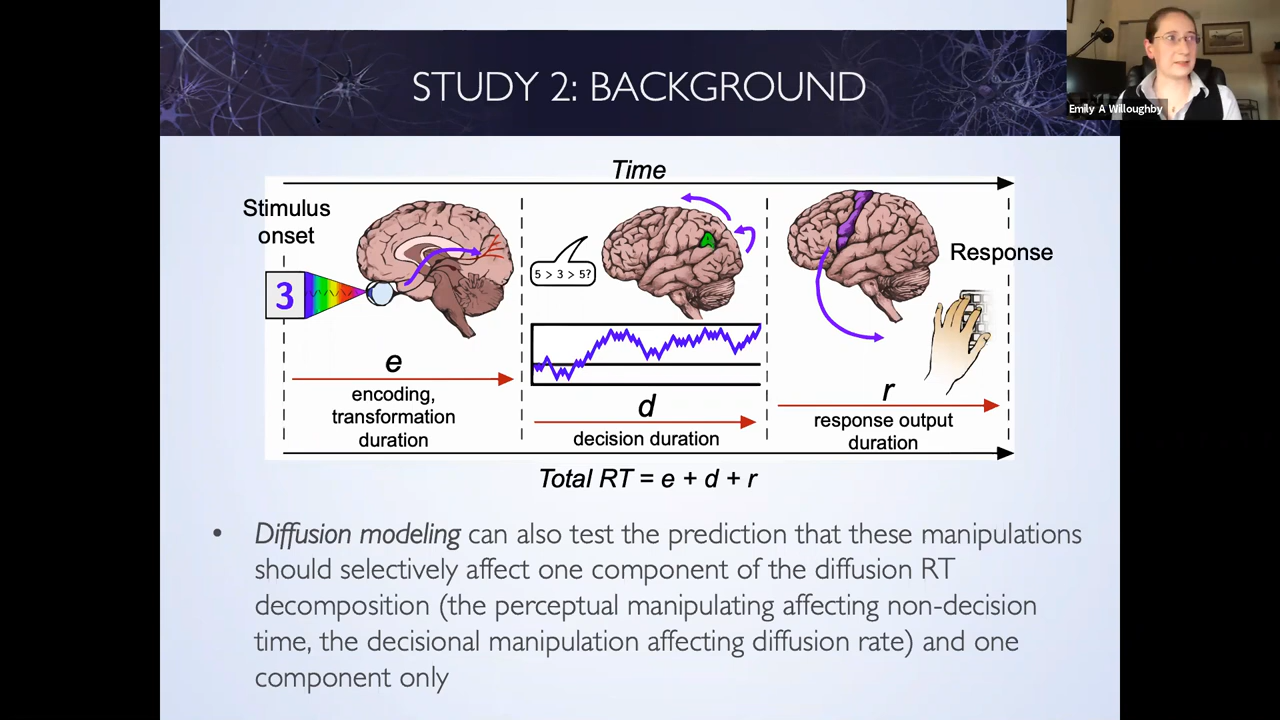 STUDY 2: BACKGROUND
Emily A Willoughby
Time
Stimulus
onset
Response
3
5 > 3 > 5?
e
encoding,
transformation
duration
d
decision duration
r
response output
duration
Total RT = e + d + r
• Diffusion modeling can also test the prediction that these manipulations
should selectively affect one component of the diffusion RT
decomposition (the perceptual manipulating affecting non-decision
time, the decisional manipulation affecting diffusion rate) and one
component only